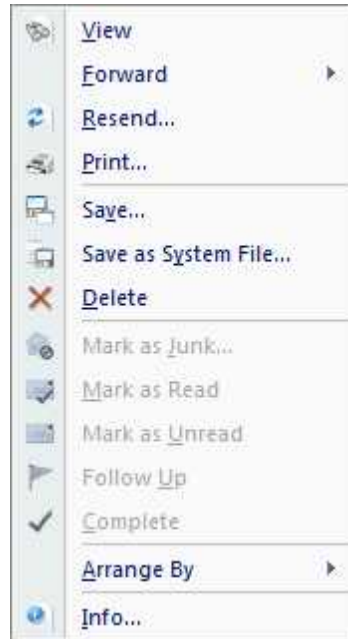 View
Forward
Resend...
Print...
Save...
Save as System File...
Delete
Mark as Junk...
Mark as Read
Mark as Unread
Follow Up
Complete
Arrange By
Info...